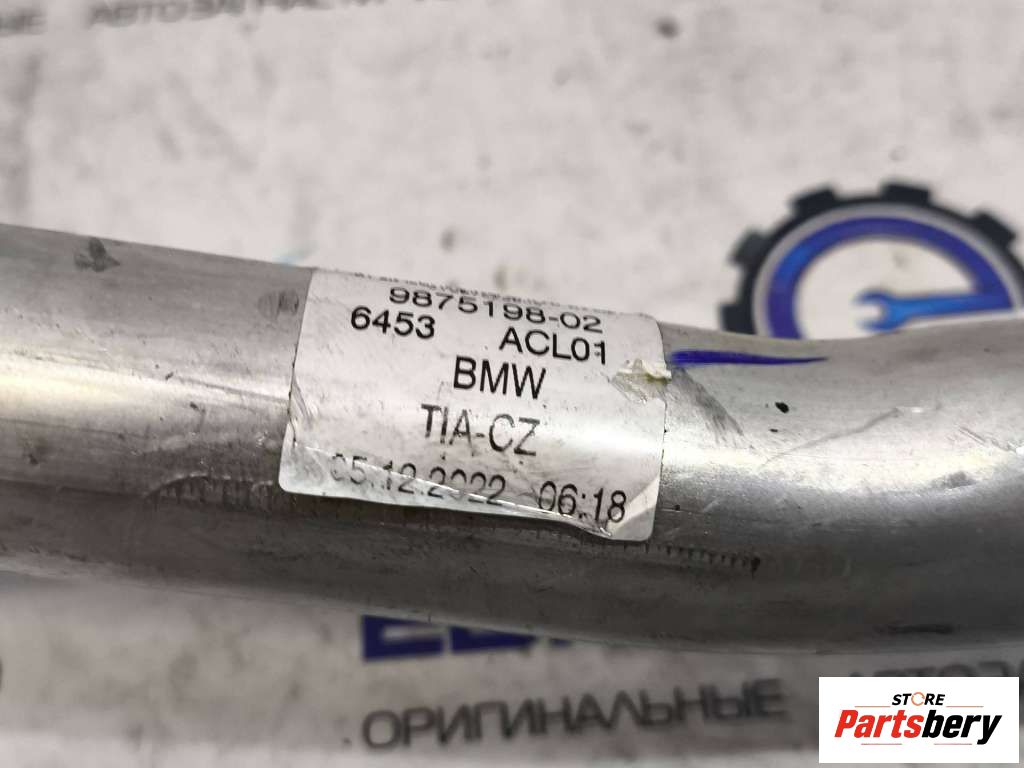 9875198-02
6453 ACL01
BMW
TIA-CZ
05.12.2022 06:18
ОРИГИНАЛЬНЫЕ
STORE
Partsbery